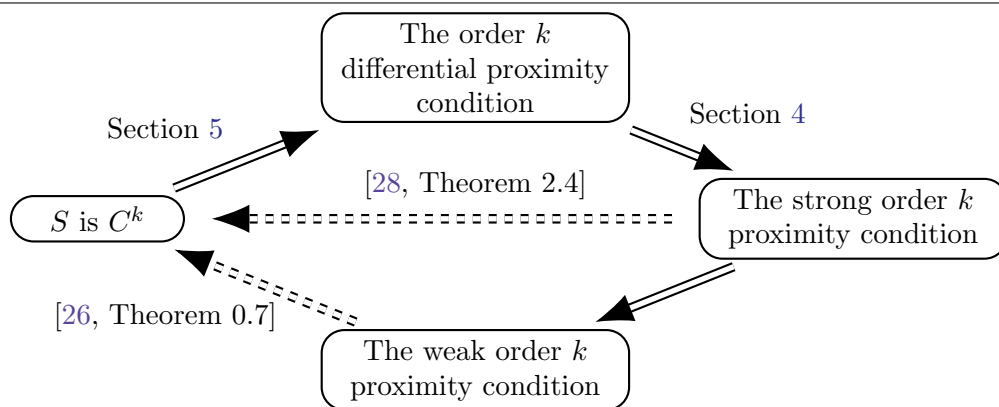 The order k
differential proximity
condition
Section 5
Section 4
[28, Theorem 2.4]
S is C^k
The strong order k
proximity condition
[26, Theorem 0.7]
The weak order k
proximity condition